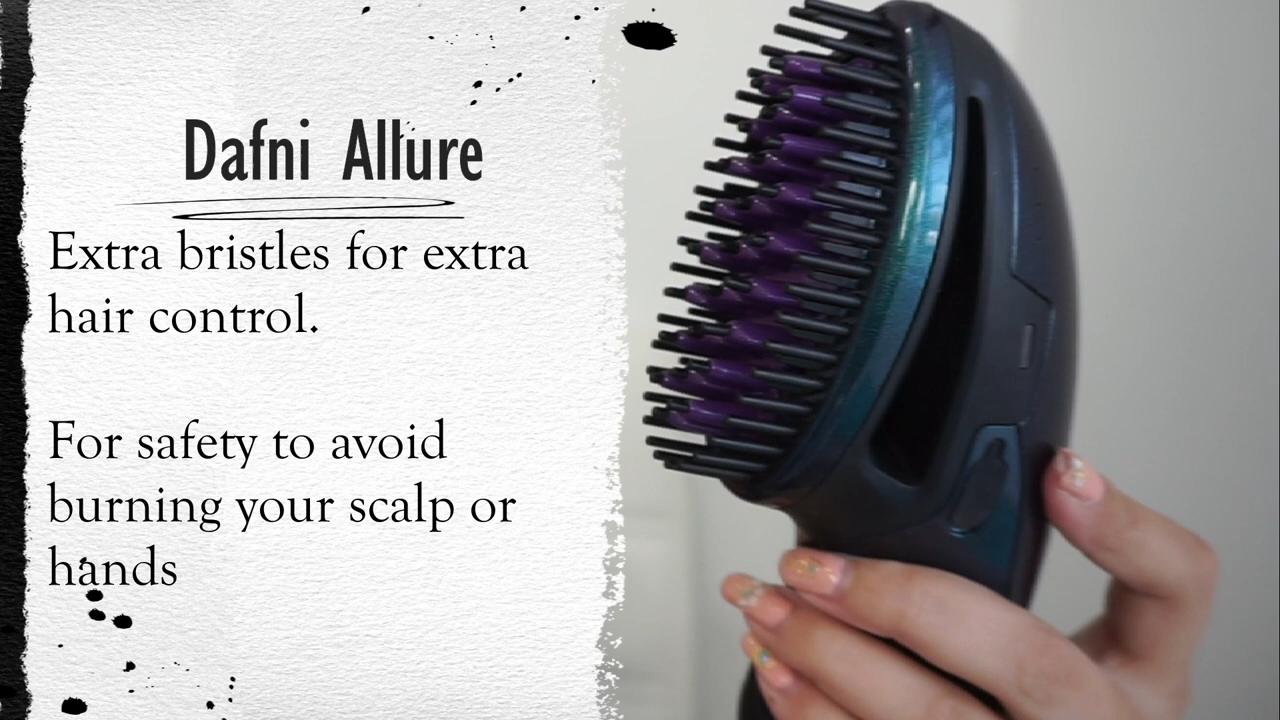 Dafni Allure
Extra bristles for extra
hair control.
For safety to avoid
burning your scalp or
hands